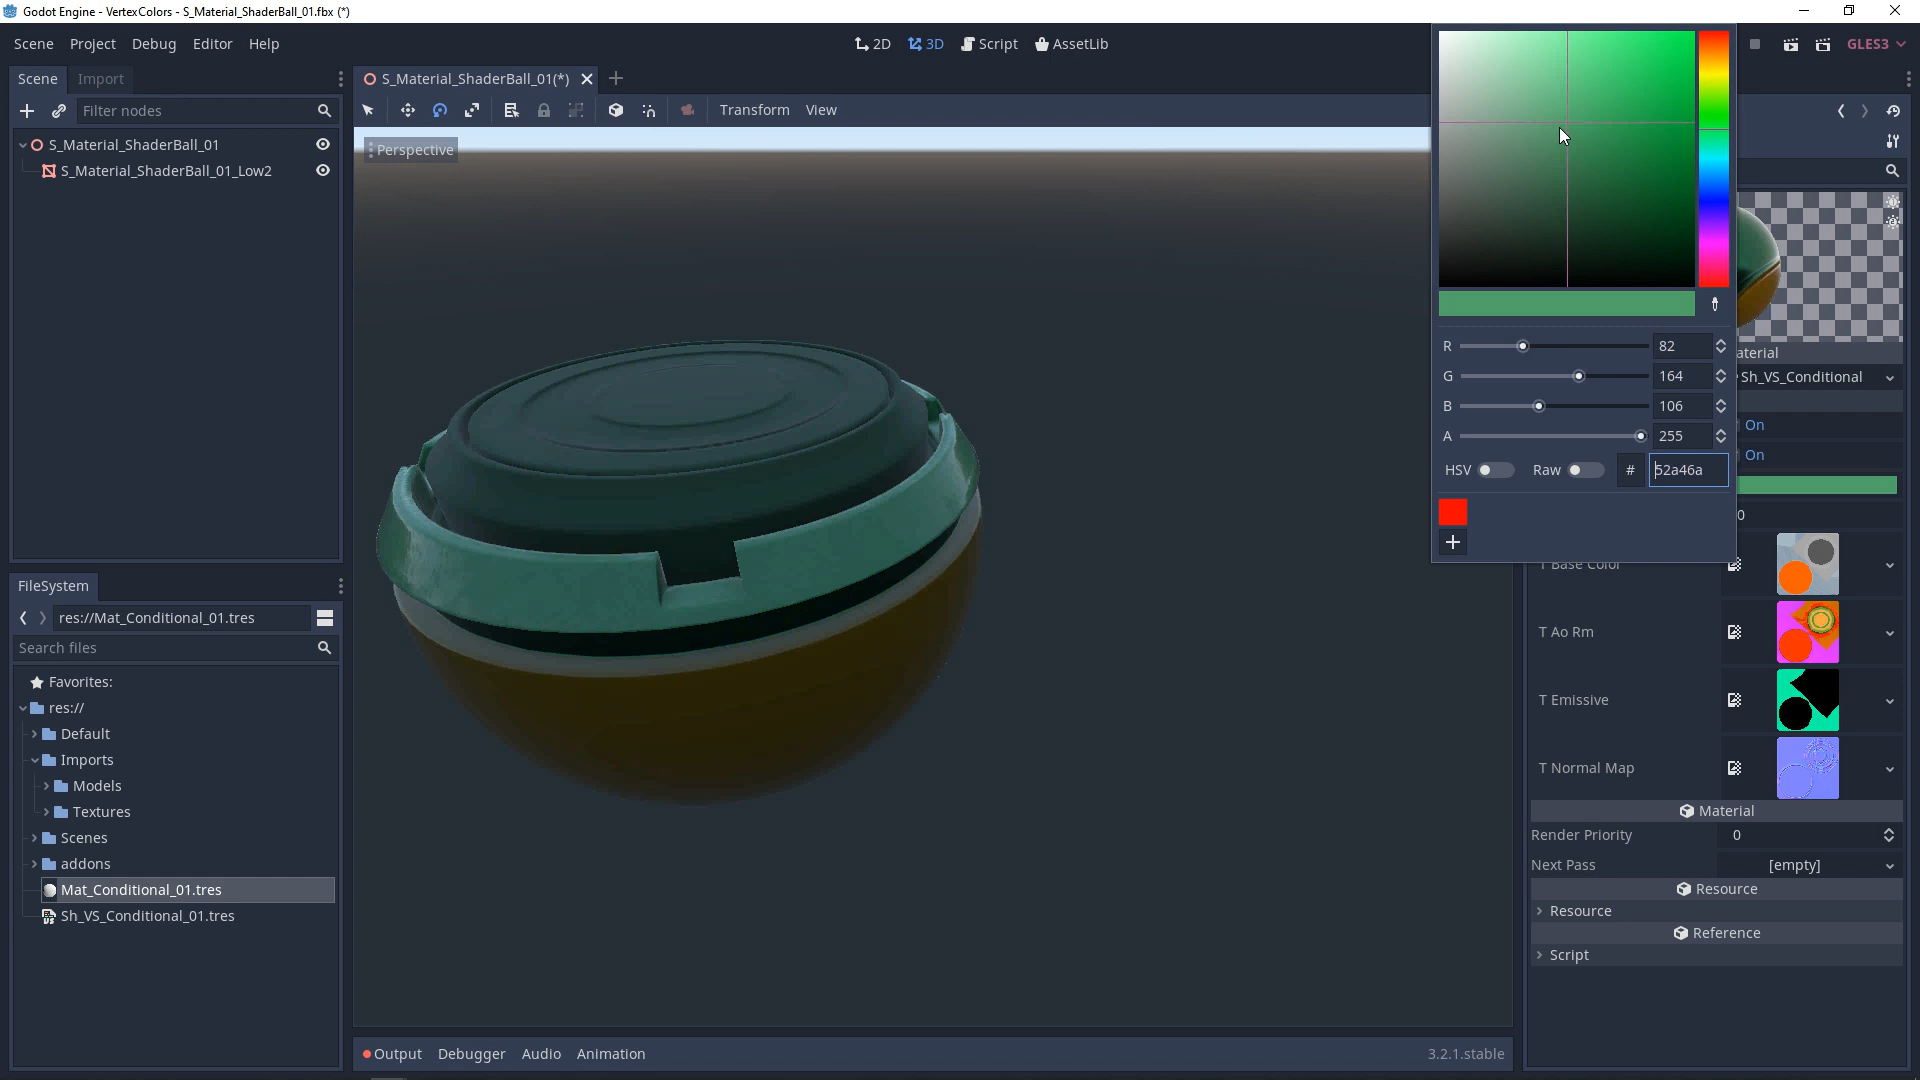 Godot Engine - VertexColors - S_Material_ShaderBall_01.fbx (*)
Scene Project Debug Editor Help
2D 3D Script AssetLib
GLES3
Scene Import
S_Material_ShaderBall_01(*)
Filter nodes
Transform View
S_Material_ShaderBall_01
S_Material_ShaderBall_01_Low2
Perspective
R 82
G 164
B 106
A 255
HSV Raw # 52a46a
aterial
Sh_VS_Conditional
On
On
0
T Base Color
T Ao Rm
T Emissive
T Normal Map
Material
Render Priority 0
Next Pass [empty]
Resource
Resource
Reference
Script
FileSystem
res://Mat_Conditional_01.tres
Search files
Favorites:
res://
Default
Imports
Models
Textures
Scenes
addons
Mat_Conditional_01.tres
Sh_VS_Conditional_01.tres
Output Debugger Audio Animation
3.2.1.stable